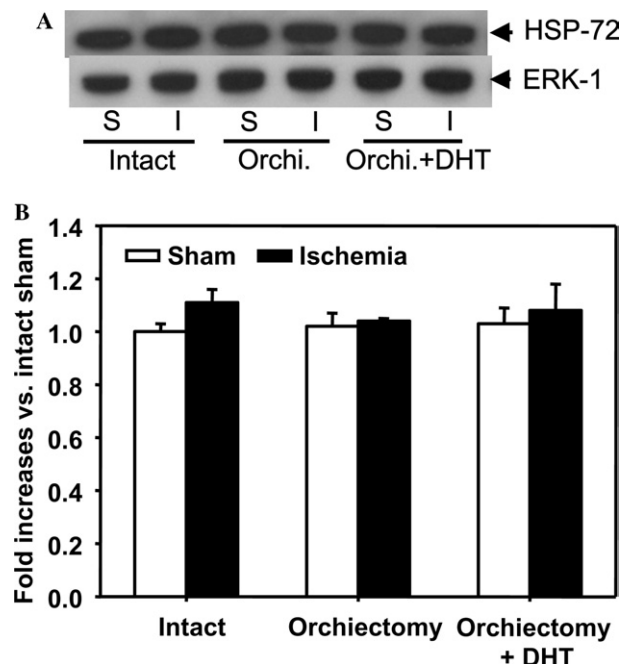 A
HSP-72
ERK-1
S I S I S I
Intact Orchi. Orchi.+DHT
B
Fold increases vs. intact sham
1.4
1.2
1.0
0.8
0.6
0.4
0.2
0.0
Sham Ischemia
Intact Orchiectomy Orchiectomy
+ DHT